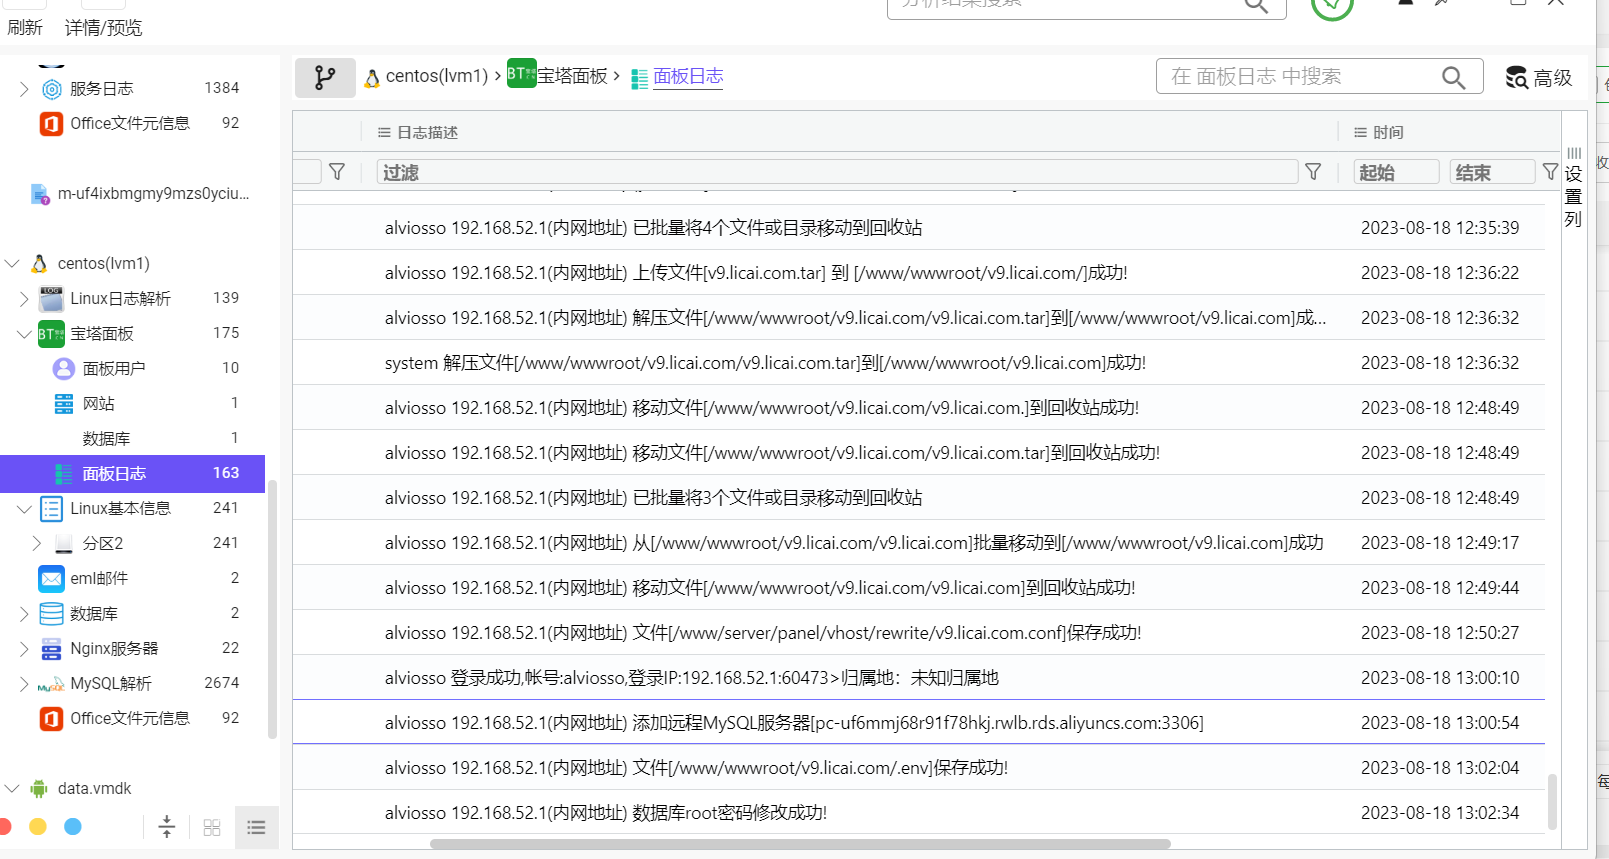 刷新 详情/预览
分析结果搜索
服务日志 1384
Office文件元信息 92
m-uf4ixbmgmy9mzs0yciu...
centos(lvm1)
LOG Linux日志解析 139
BT 宝塔面板 175
面板用户 10
网站 1
数据库 1
面板日志 163
Linux基本信息 241
分区2 241
eml邮件 2
数据库 2
Nginx服务器 22
MySQL解析 2674
Office文件元信息 92
data.vmdk
centos(lvm1) > BT 宝塔面板 > 面板日志
在 面板日志 中搜索
高级
日志描述 时间
过滤 起始 结束
设置列
alviosso 192.168.52.1(内网地址) 已批量将4个文件或目录移动到回收站 2023-08-18 12:35:39
alviosso 192.168.52.1(内网地址) 上传文件[v9.licai.com.tar] 到 [/www/wwwroot/v9.licai.com/]成功! 2023-08-18 12:36:22
alviosso 192.168.52.1(内网地址) 解压文件[/www/wwwroot/v9.licai.com/v9.licai.com.tar]到[/www/wwwroot/v9.licai.com]成... 2023-08-18 12:36:32
system 解压文件[/www/wwwroot/v9.licai.com/v9.licai.com.tar]到[/www/wwwroot/v9.licai.com]成功! 2023-08-18 12:36:32
alviosso 192.168.52.1(内网地址) 移动文件[/www/wwwroot/v9.licai.com/v9.licai.com.]到回收站成功! 2023-08-18 12:48:49
alviosso 192.168.52.1(内网地址) 移动文件[/www/wwwroot/v9.licai.com/v9.licai.com.tar]到回收站成功! 2023-08-18 12:48:49
alviosso 192.168.52.1(内网地址) 已批量将3个文件或目录移动到回收站 2023-08-18 12:48:49
alviosso 192.168.52.1(内网地址) 从[/www/wwwroot/v9.licai.com/v9.licai.com]批量移动到[/www/wwwroot/v9.licai.com]成功 2023-08-18 12:49:17
alviosso 192.168.52.1(内网地址) 移动文件[/www/wwwroot/v9.licai.com/v9.licai.com]到回收站成功! 2023-08-18 12:49:44
alviosso 192.168.52.1(内网地址) 文件[/www/server/panel/vhost/rewrite/v9.licai.com.conf]保存成功! 2023-08-18 12:50:27
alviosso 登录成功,帐号:alviosso,登录IP:192.168.52.1:60473>归属地：未知归属地 2023-08-18 13:00:10
alviosso 192.168.52.1(内网地址) 添加远程MySQL服务器[pc-uf6mmj68r91f78hkj.rwlb.rds.aliyuncs.com:3306] 2023-08-18 13:00:54
alviosso 192.168.52.1(内网地址) 文件[/www/wwwroot/v9.licai.com/.env]保存成功! 2023-08-18 13:02:04
alviosso 192.168.52.1(内网地址) 数据库root密码修改成功! 2023-08-18 13:02:34
收
每